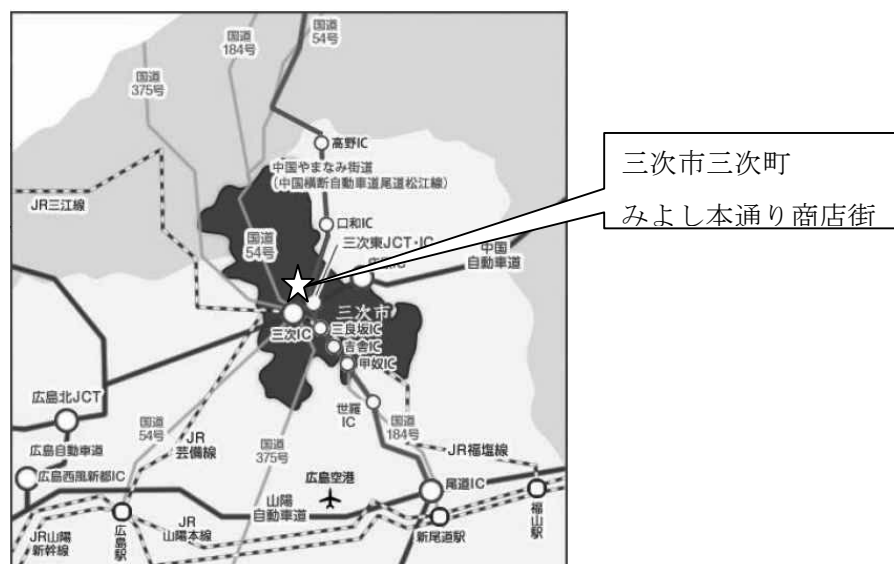 国道
54号
国道
184号
国道
375号
高野IC
中国やまなみ街道
(中国横断自動車道尾道松江線)
JR三江線
口和IC
国道
54号
三次東JCT・IC
中国
自動車道
三次市
三次IC
三良坂IC
吉舎IC
甲奴IC
世羅
IC
国道
184号
広島北JCT
国道
54号
JR
芸備線
国道
375号
JR福塩線
広島自動車道
広島西風新都IC
広島空港
尾道IC
山陽
自動車道
JR
山陽本線
JR山陽
新幹線
広島駅
新尾道駅
福山駅
三次市三次町
みよし本通り商店街